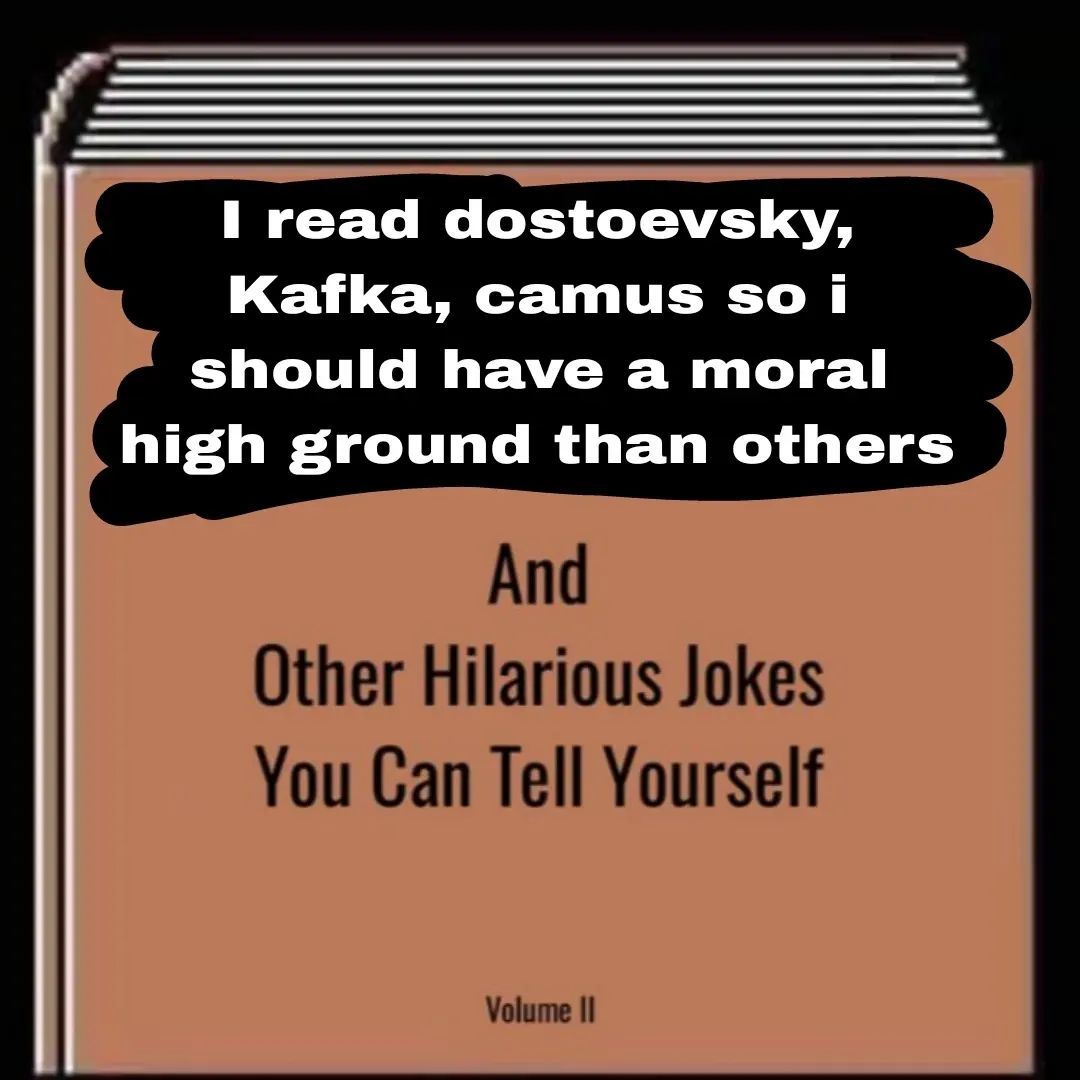 I read dostoevsky,
Kafka, camus so i
should have a moral
high ground than others
And
Other Hilarious Jokes
You Can Tell Yourself
Volume II